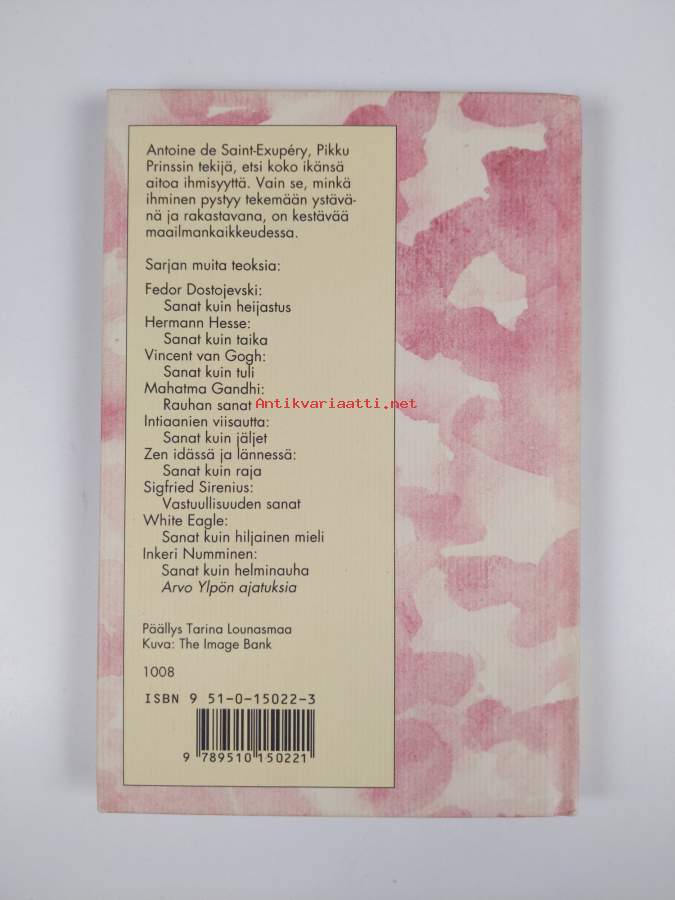 Antoine de Saint-Exupéry, Pikku
Prinssin tekijä, etsi koko ikänsä
aitoa ihmisyyttä. Vain se, minkä
ihminen pystyy tekemään ystävä-
nä ja rakastavana, on kestävää
maailmankaikkeudessa.
Sarjan muita teoksia:
Fedor Dostojevski:
Sanat kuin heijastus
Hermann Hesse:
Sanat kuin taika
Vincent van Gogh:
Sanat kuin tuli
Mahatma Gandhi:
Rauhan sanat
Antikvariaatti.net
Intiaanien viisautta:
Sanat kuin jäljet
Zen idässä ja lännessä:
Sanat kuin raja
Sigfried Sirenius:
Vastuullisuuden sanat
White Eagle:
Sanat kuin hiljainen mieli
Inkeri Numminen:
Sanat kuin helminauha
Arvo Ylpön ajatuksia
Päällys Tarina Lounasmaa
Kuva: The Image Bank
1008
ISBN 951-0-15022-3
9 789510 150221